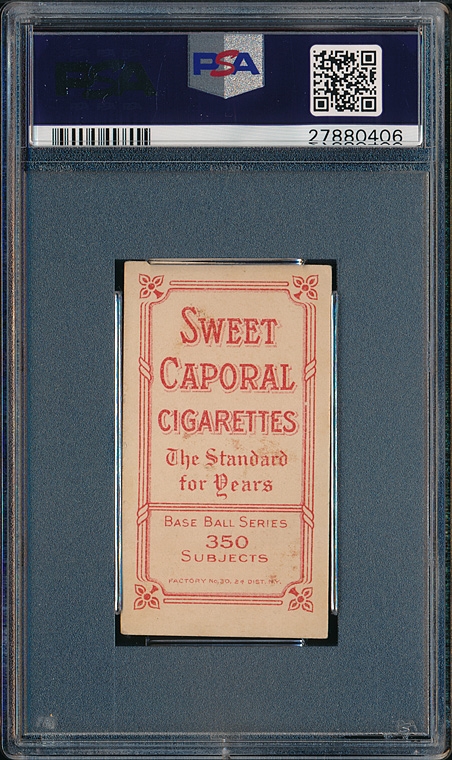 PSA
PSA
27880406
SWEET
CAPORAL
CIGARETTES
The Standard
for Years
BASE BALL SERIES
350
SUBJECTS
FACTORY No. 30, 2d DIST. N.Y.